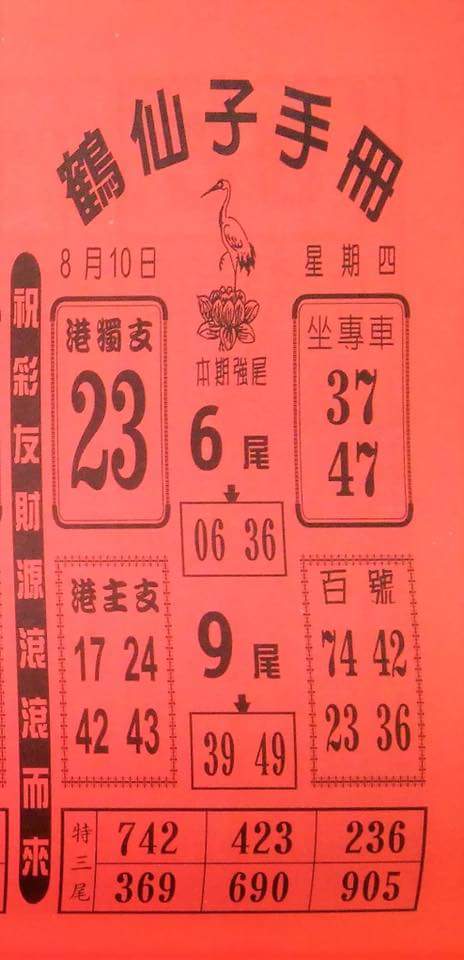 鶴仙子手冊
8月10日
星期四
祝彩友財源滾滾而來
港獨支
23
本期強尾
6尾
06 36
坐專車
37
47
港主支
17 24
42 43
9尾
39 49
百號
74 42
23 36
特三尾
742 423 236
369 690 905